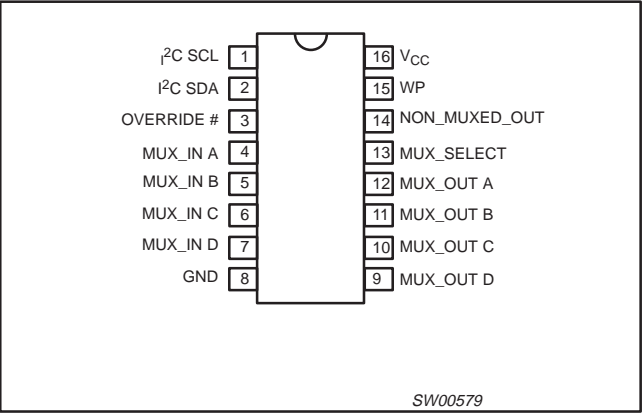 I²C SCL 1 16 VCC
I²C SDA 2 15 WP
OVERRIDE # 3 14 NON_MUXED_OUT
MUX_IN A 4 13 MUX_SELECT
MUX_IN B 5 12 MUX_OUT A
MUX_IN C 6 11 MUX_OUT B
MUX_IN D 7 10 MUX_OUT C
GND 8 9 MUX_OUT D
SW00579